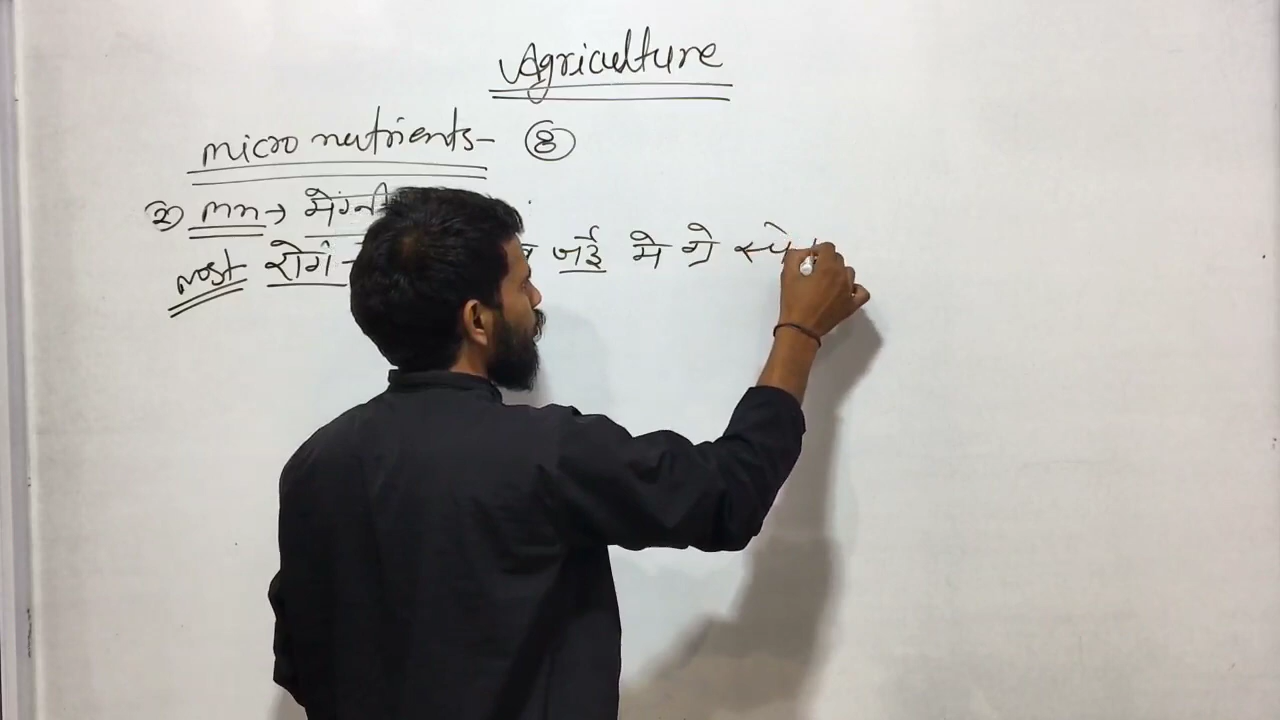 Agriculture
micro nutrients- ⑧
② mn→ मैंगनी
most रोग - जई मे ग्रे स्पे